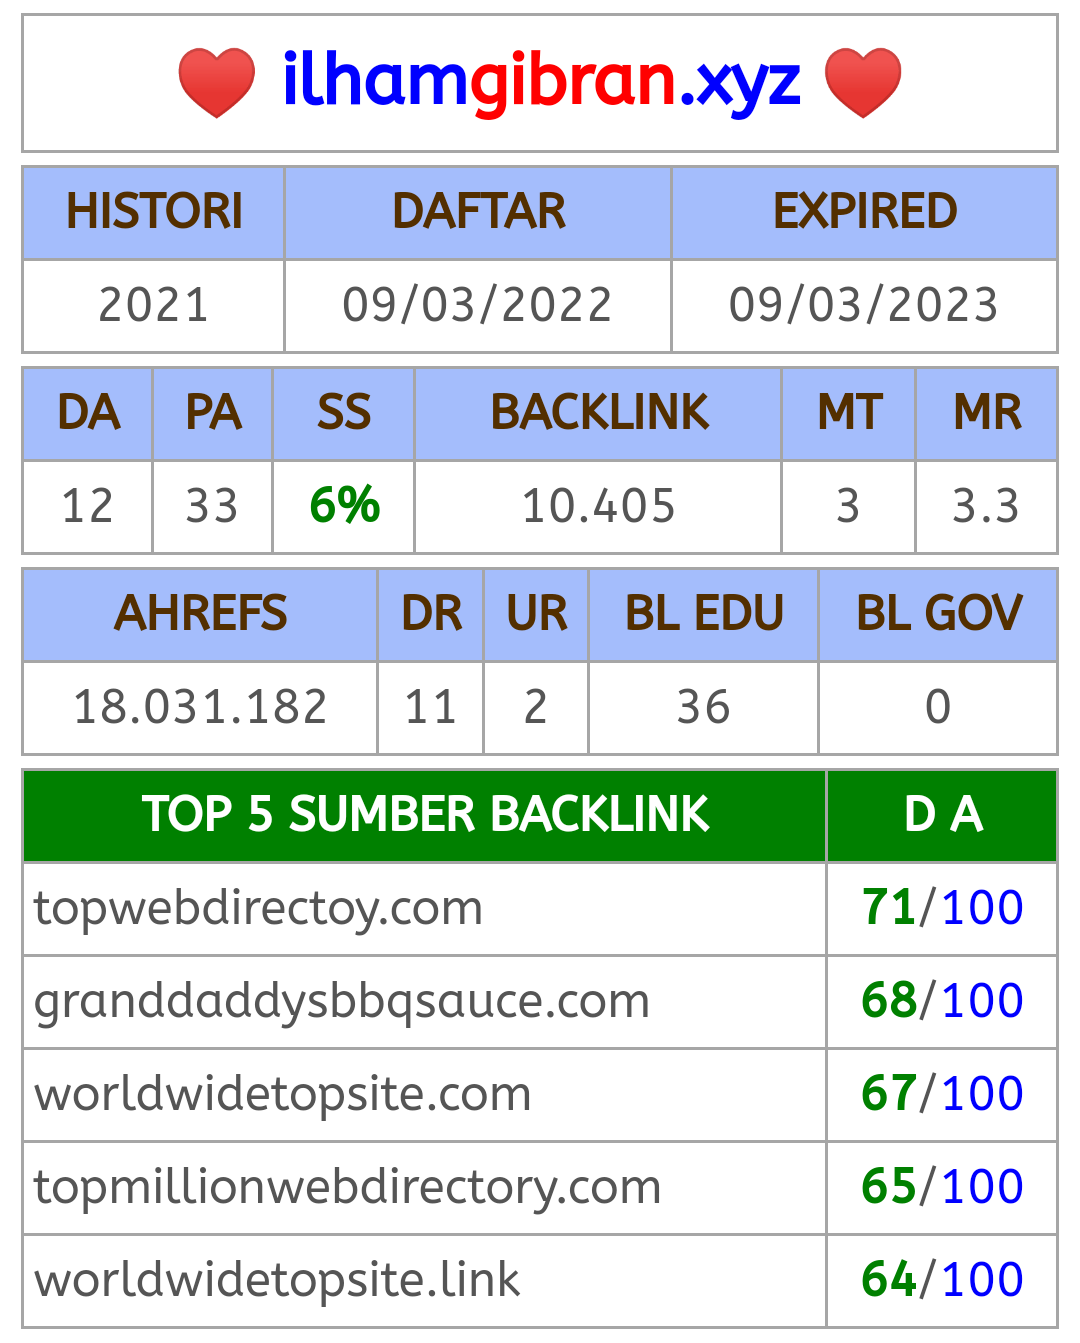 ilhamgibran.xyz
HISTORI DAFTAR EXPIRED
2021 09/03/2022 09/03/2023
DA PA SS BACKLINK MT MR
12 33 6% 10.405 3 3.3
AHREFS DR UR BL EDU BL GOV
18.031.182 11 2 36 0
TOP 5 SUMBER BACKLINK D A
topwebdirectoy.com 71/100
granddaddysbbqsauce.com 68/100
worldwidetopsite.com 67/100
topmillionwebdirectory.com 65/100
worldwidetopsite.link 64/100